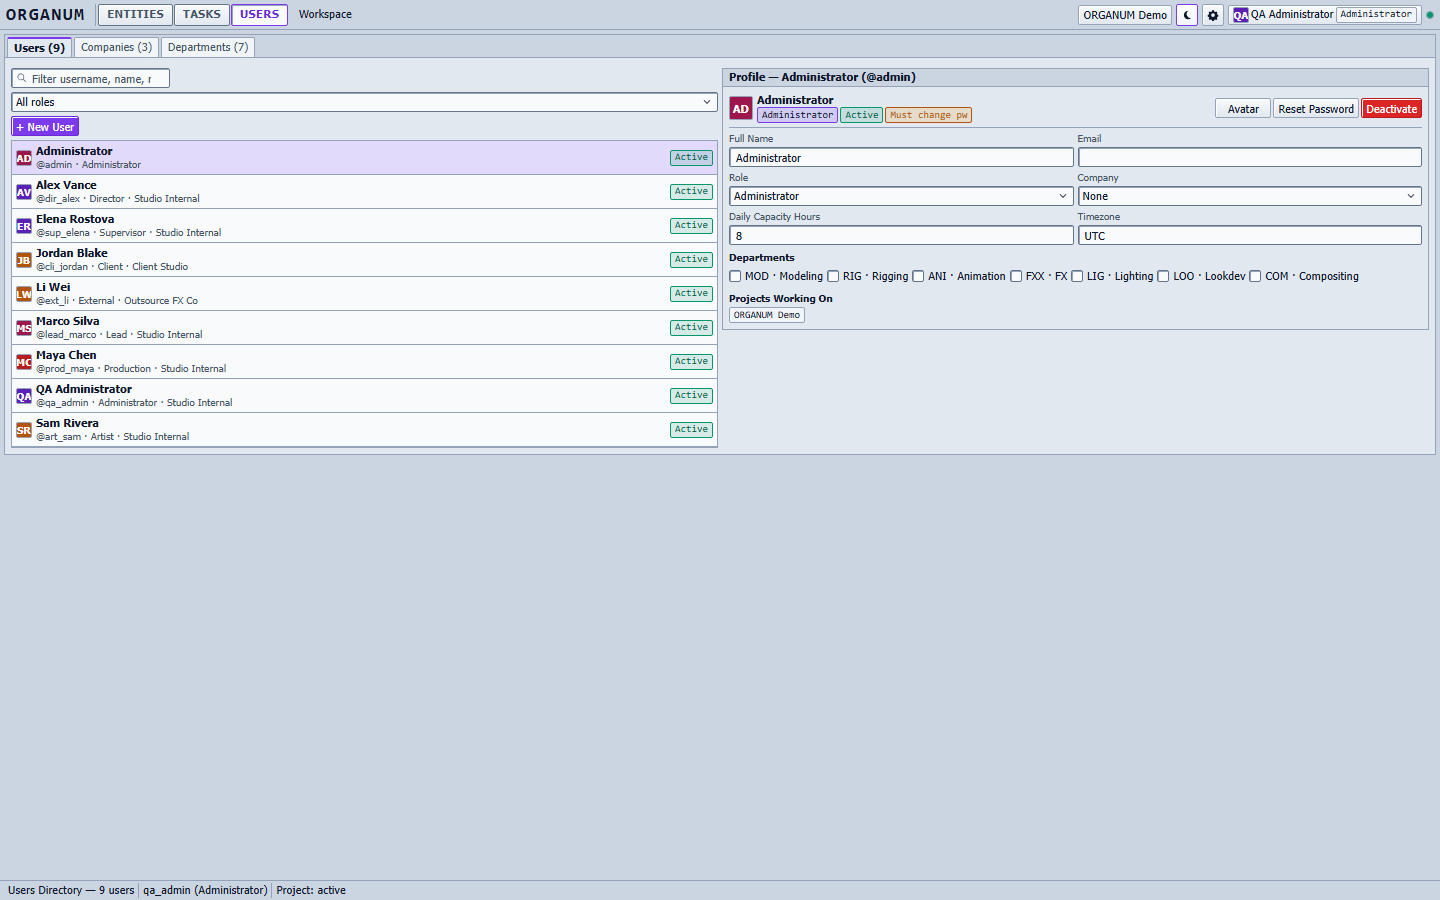 ORGANUM ENTITIES TASKS USERS Workspace ORGANUM Demo QA QA Administrator Administrator
Users (9) Companies (3) Departments (7)
Filter username, name, r
All roles
+ New User
AD Administrator
@admin · Administrator
Active
AV Alex Vance
@dir_alex · Director · Studio Internal
Active
ER Elena Rostova
@sup_elena · Supervisor · Studio Internal
Active
JB Jordan Blake
@cli_jordan · Client · Client Studio
Active
LW Li Wei
@ext_li · External · Outsource FX Co
Active
MS Marco Silva
@lead_marco · Lead · Studio Internal
Active
MC Maya Chen
@prod_maya · Production · Studio Internal
Active
QA QA Administrator
@qa_admin · Administrator · Studio Internal
Active
SR Sam Rivera
@art_sam · Artist · Studio Internal
Active
Profile — Administrator (@admin)
AD Administrator
Administrator Active Must change pw
Avatar Reset Password Deactivate
Full Name Email
Administrator
Role Company
Administrator None
Daily Capacity Hours Timezone
8 UTC
Departments
MOD · Modeling RIG · Rigging ANI · Animation FXX · FX LIG · Lighting LOO · Lookdev COM · Compositing
Projects Working On
ORGANUM Demo
Users Directory — 9 users qa_admin (Administrator) Project: active